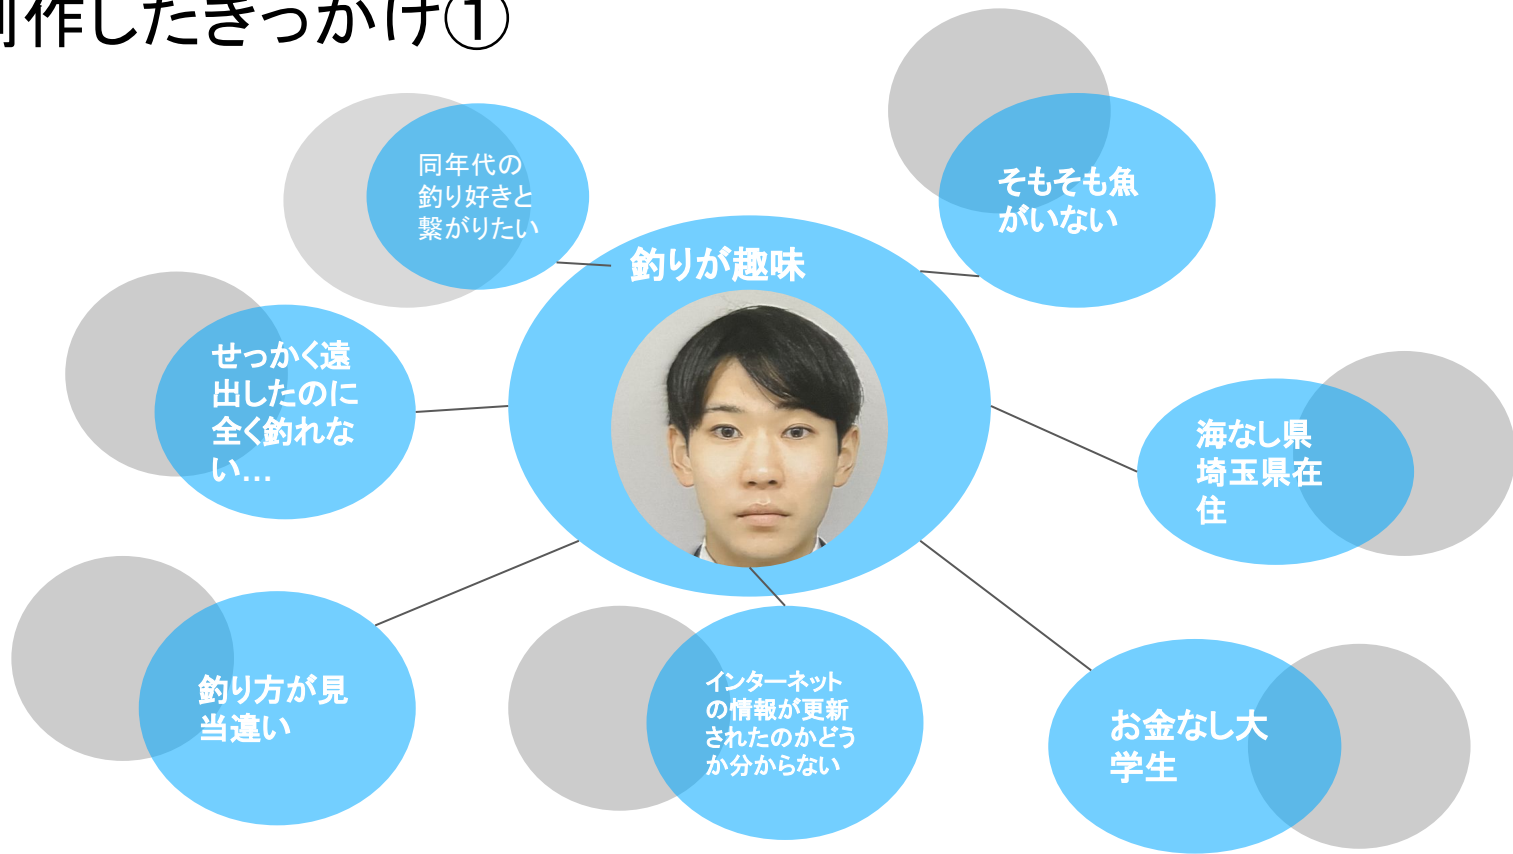 作したきっかけ①
同年代の
釣り好きと
繋がりたい
そもそも魚
がいない
釣りが趣味
せっかく遠
出したのに
全く釣れな
い…
海なし県
埼玉県在
住
釣り方が見
当違い
インターネット
の情報が更新
されたのかどう
か分からない
お金なし大
学生